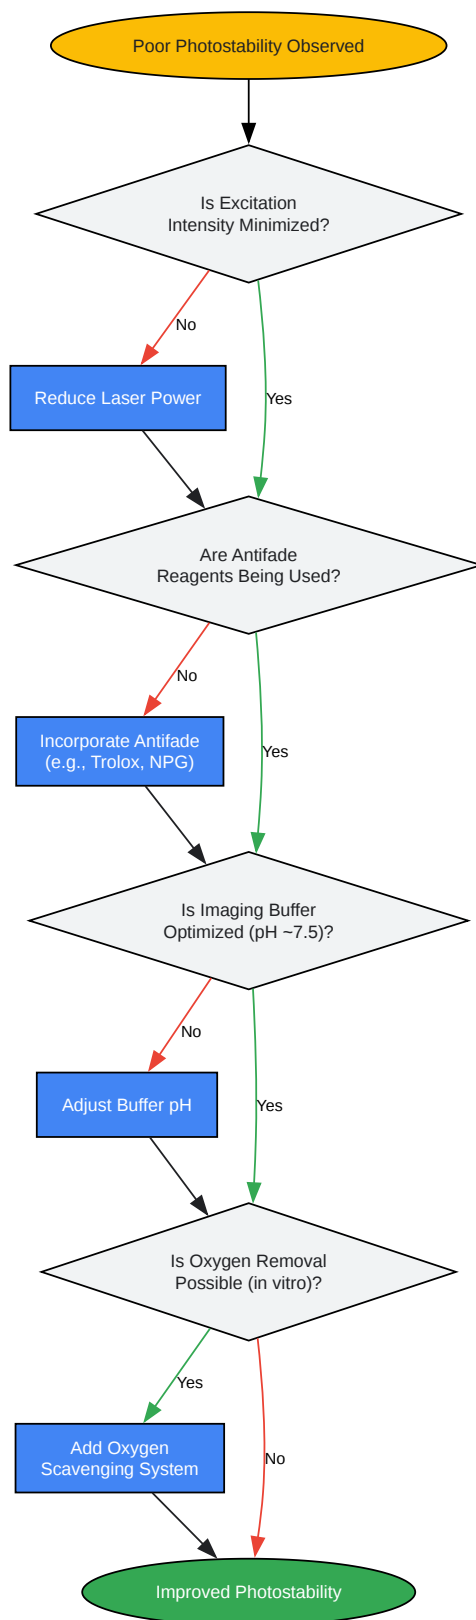 Poor Photostability Observed
Is Excitation
Intensity Minimized?
No
Reduce Laser Power
Yes
Are Antifade
Reagents Being Used?
No
Incorporate Antifade
(e.g., Trolox, NPG)
Yes
Is Imaging Buffer
Optimized (pH ~7.5)?
No
Adjust Buffer pH
Yes
Is Oxygen Removal
Possible (in vitro)?
Yes
Add Oxygen
Scavenging System
No
Improved Photostability